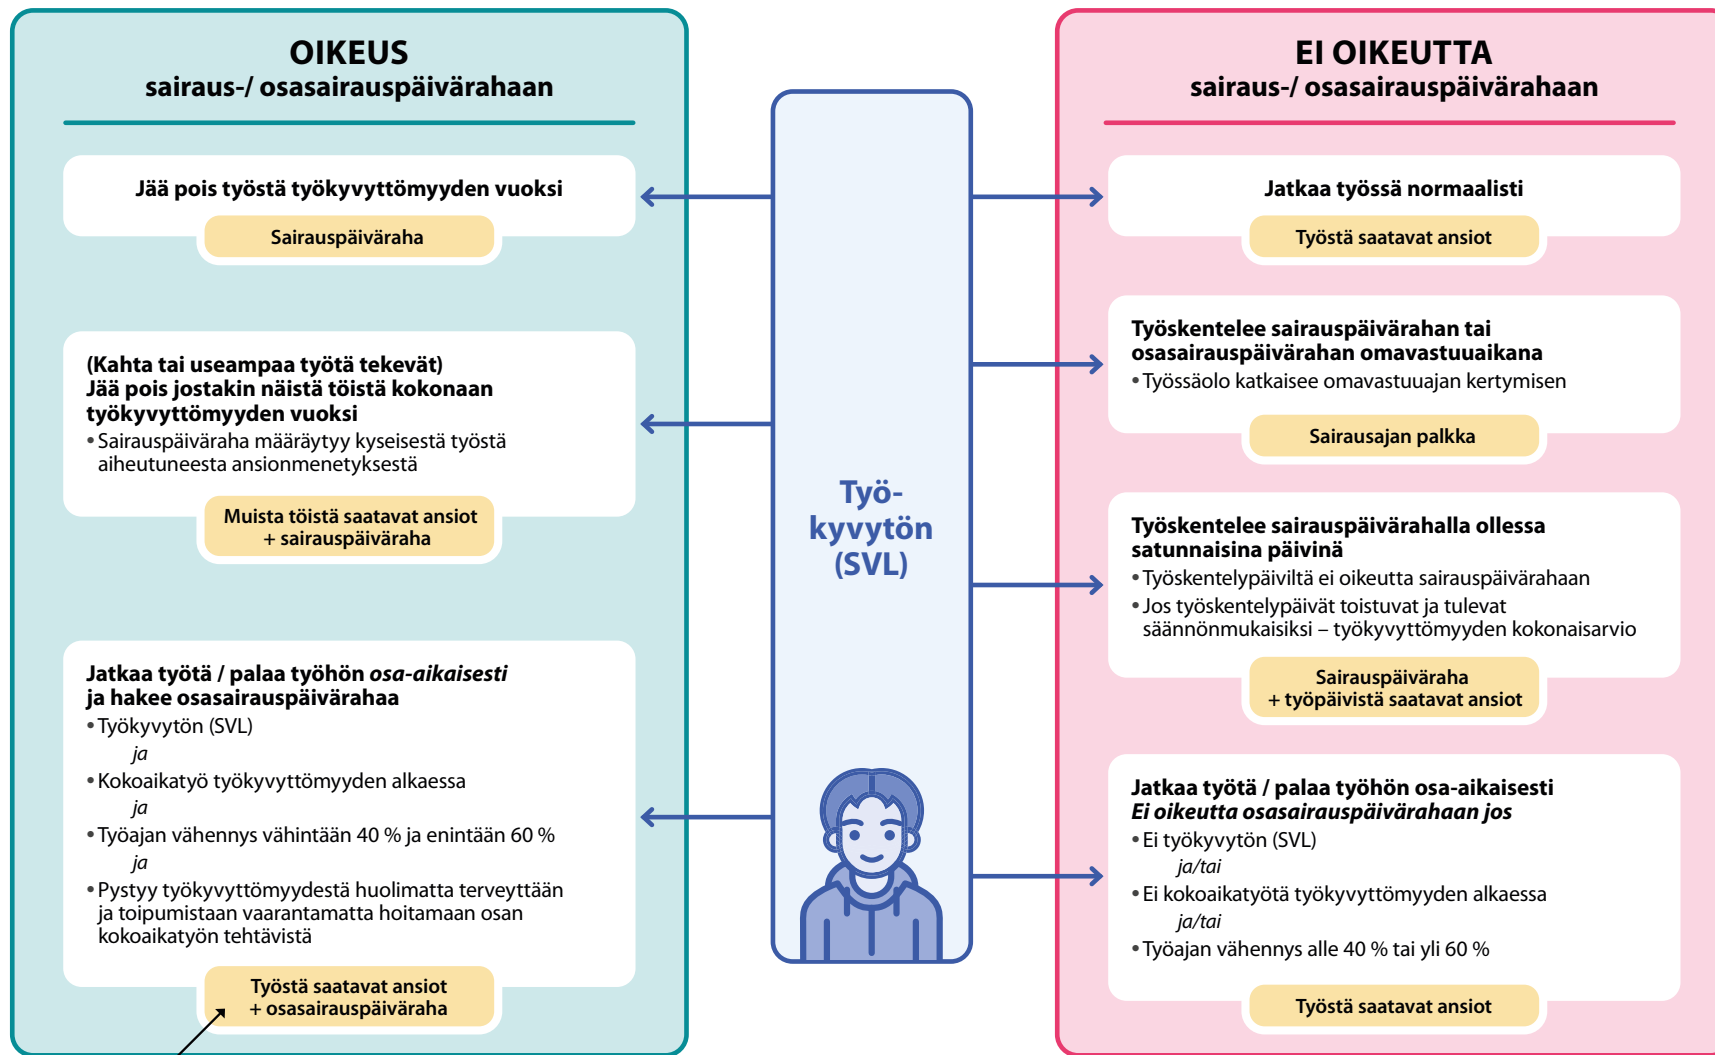 OIKEUS
sairaus-/ osasairauspäivärahaan
Jää pois työstä työkyvyttömyyden vuoksi
Sairauspäiväraha
(Kahta tai useampaa työtä tekevät)
Jää pois jostakin näistä töistä kokonaan
työkyvyttömyyden vuoksi
• Sairauspäiväraha määräytyy kyseisestä työstä
aiheutuneesta ansionmenetyksestä
Muista töistä saatavat ansiot
+ sairauspäiväraha
Jatkaa työtä / palaa työhön osa-aikaisesti
ja hakee osasairauspäivärahaa
• Työkyvytön (SVL)
ja
• Kokoaikatyö työkyvyttömyyden alkaessa
ja
• Työajan vähennys vähintään 40 % ja enintään 60 %
ja
• Pystyy työkyvyttömyydestä huolimatta terveyttään
ja toipumistaan vaarantamatta hoitamaan osan
kokoaikatyön tehtävistä
Työstä saatavat ansiot
+ osasairauspäiväraha
Työ-
kyvytön
(SVL)
EI OIKEUTTA
sairaus-/ osasairauspäivärahaan
Jatkaa työssä normaalisti
Työstä saatavat ansiot
Työskentelee sairauspäivärahan tai
osasairauspäivärahan omavastuuaikana
• Työssäolo katkaisee omavastuuajan kertymisen
Sairausajan palkka
Työskentelee sairauspäivärahalla ollessa
satunnaisina päivinä
• Työskentelypäiviltä ei oikeutta sairauspäivärahaan
• Jos työskentelypäivät toistuvat ja tulevat
säännönmukaisiksi – työkyvyttömyyden kokonaisarvio
Sairauspäiväraha
+ työpäivistä saatavat ansiot
Jatkaa työtä / palaa työhön osa-aikaisesti
Ei oikeutta osasairauspäivärahaan jos
• Ei työkyvytön (SVL)
ja/tai
• Ei kokoaikatyötä työkyvyttömyyden alkaessa
ja/tai
• Työajan vähennys alle 40 % tai yli 60 %
Työstä saatavat ansiot